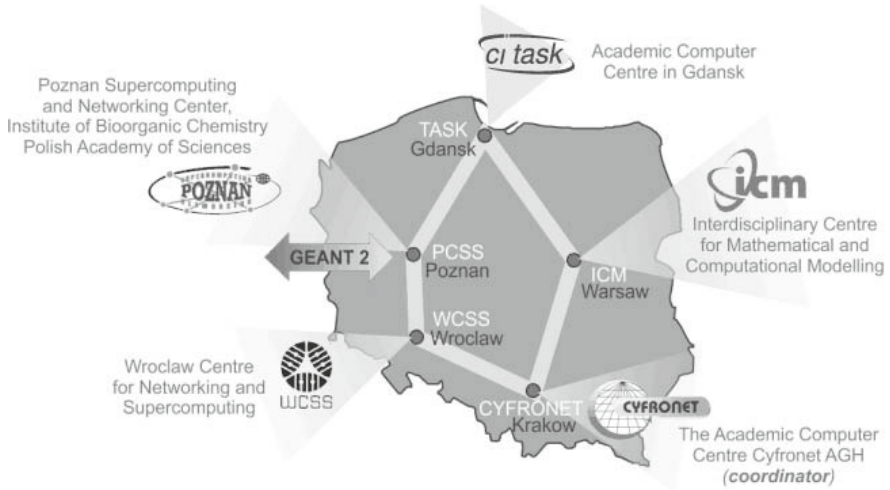 ci task
Academic Computer
Centre in Gdansk
Poznan Supercomputing
and Networking Center,
Institute of Bioorganic Chemistry
Polish Academy of Sciences
SUPERCOMPUTING
POZNAŃ
TASK
Gdansk
icm
Interdisciplinary Centre
for Mathematical and
Computational Modelling
GEANT 2
PCSS
Poznan
ICM
Warsaw
WCSS
Wroclaw
Wroclaw Centre
for Networking and
Supercomputing
WCSS
CYFRONET
Krakow
CYFRONET
The Academic Computer
Centre Cyfronet AGH
(coordinator)